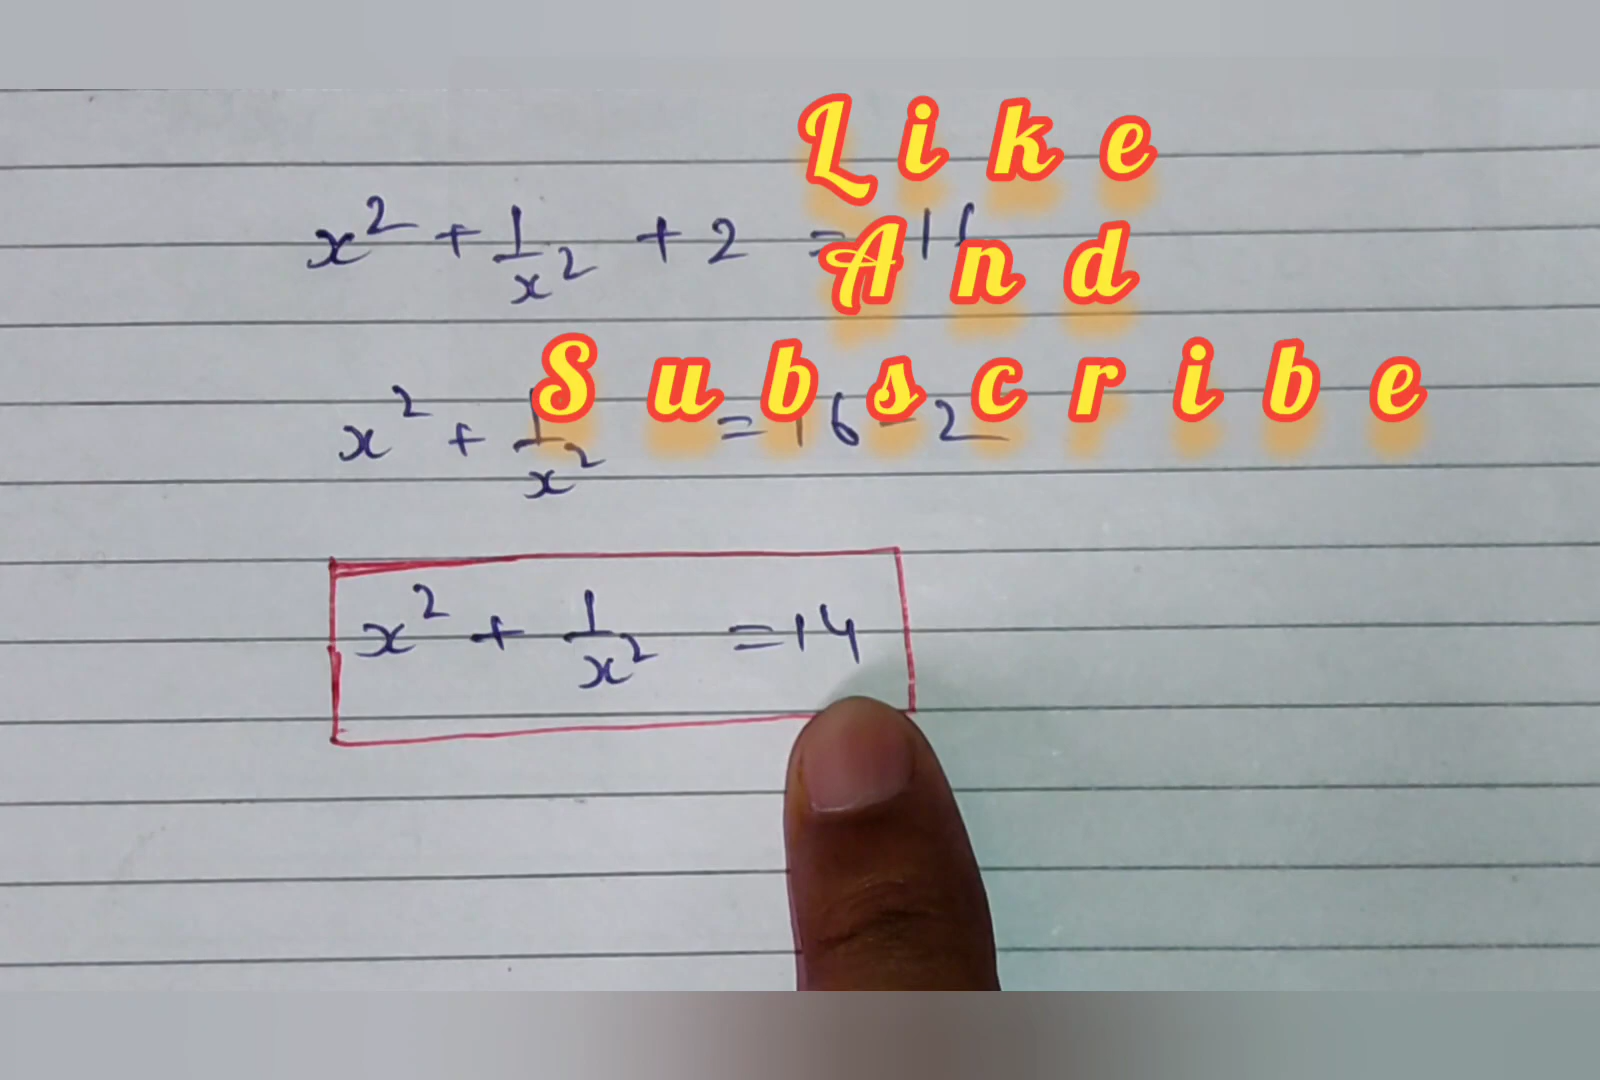 Like
x² + 1/x² + 2 = 16
And
Subscribe
x² + 1/x² = 16 - 2
x² + 1/x² = 14